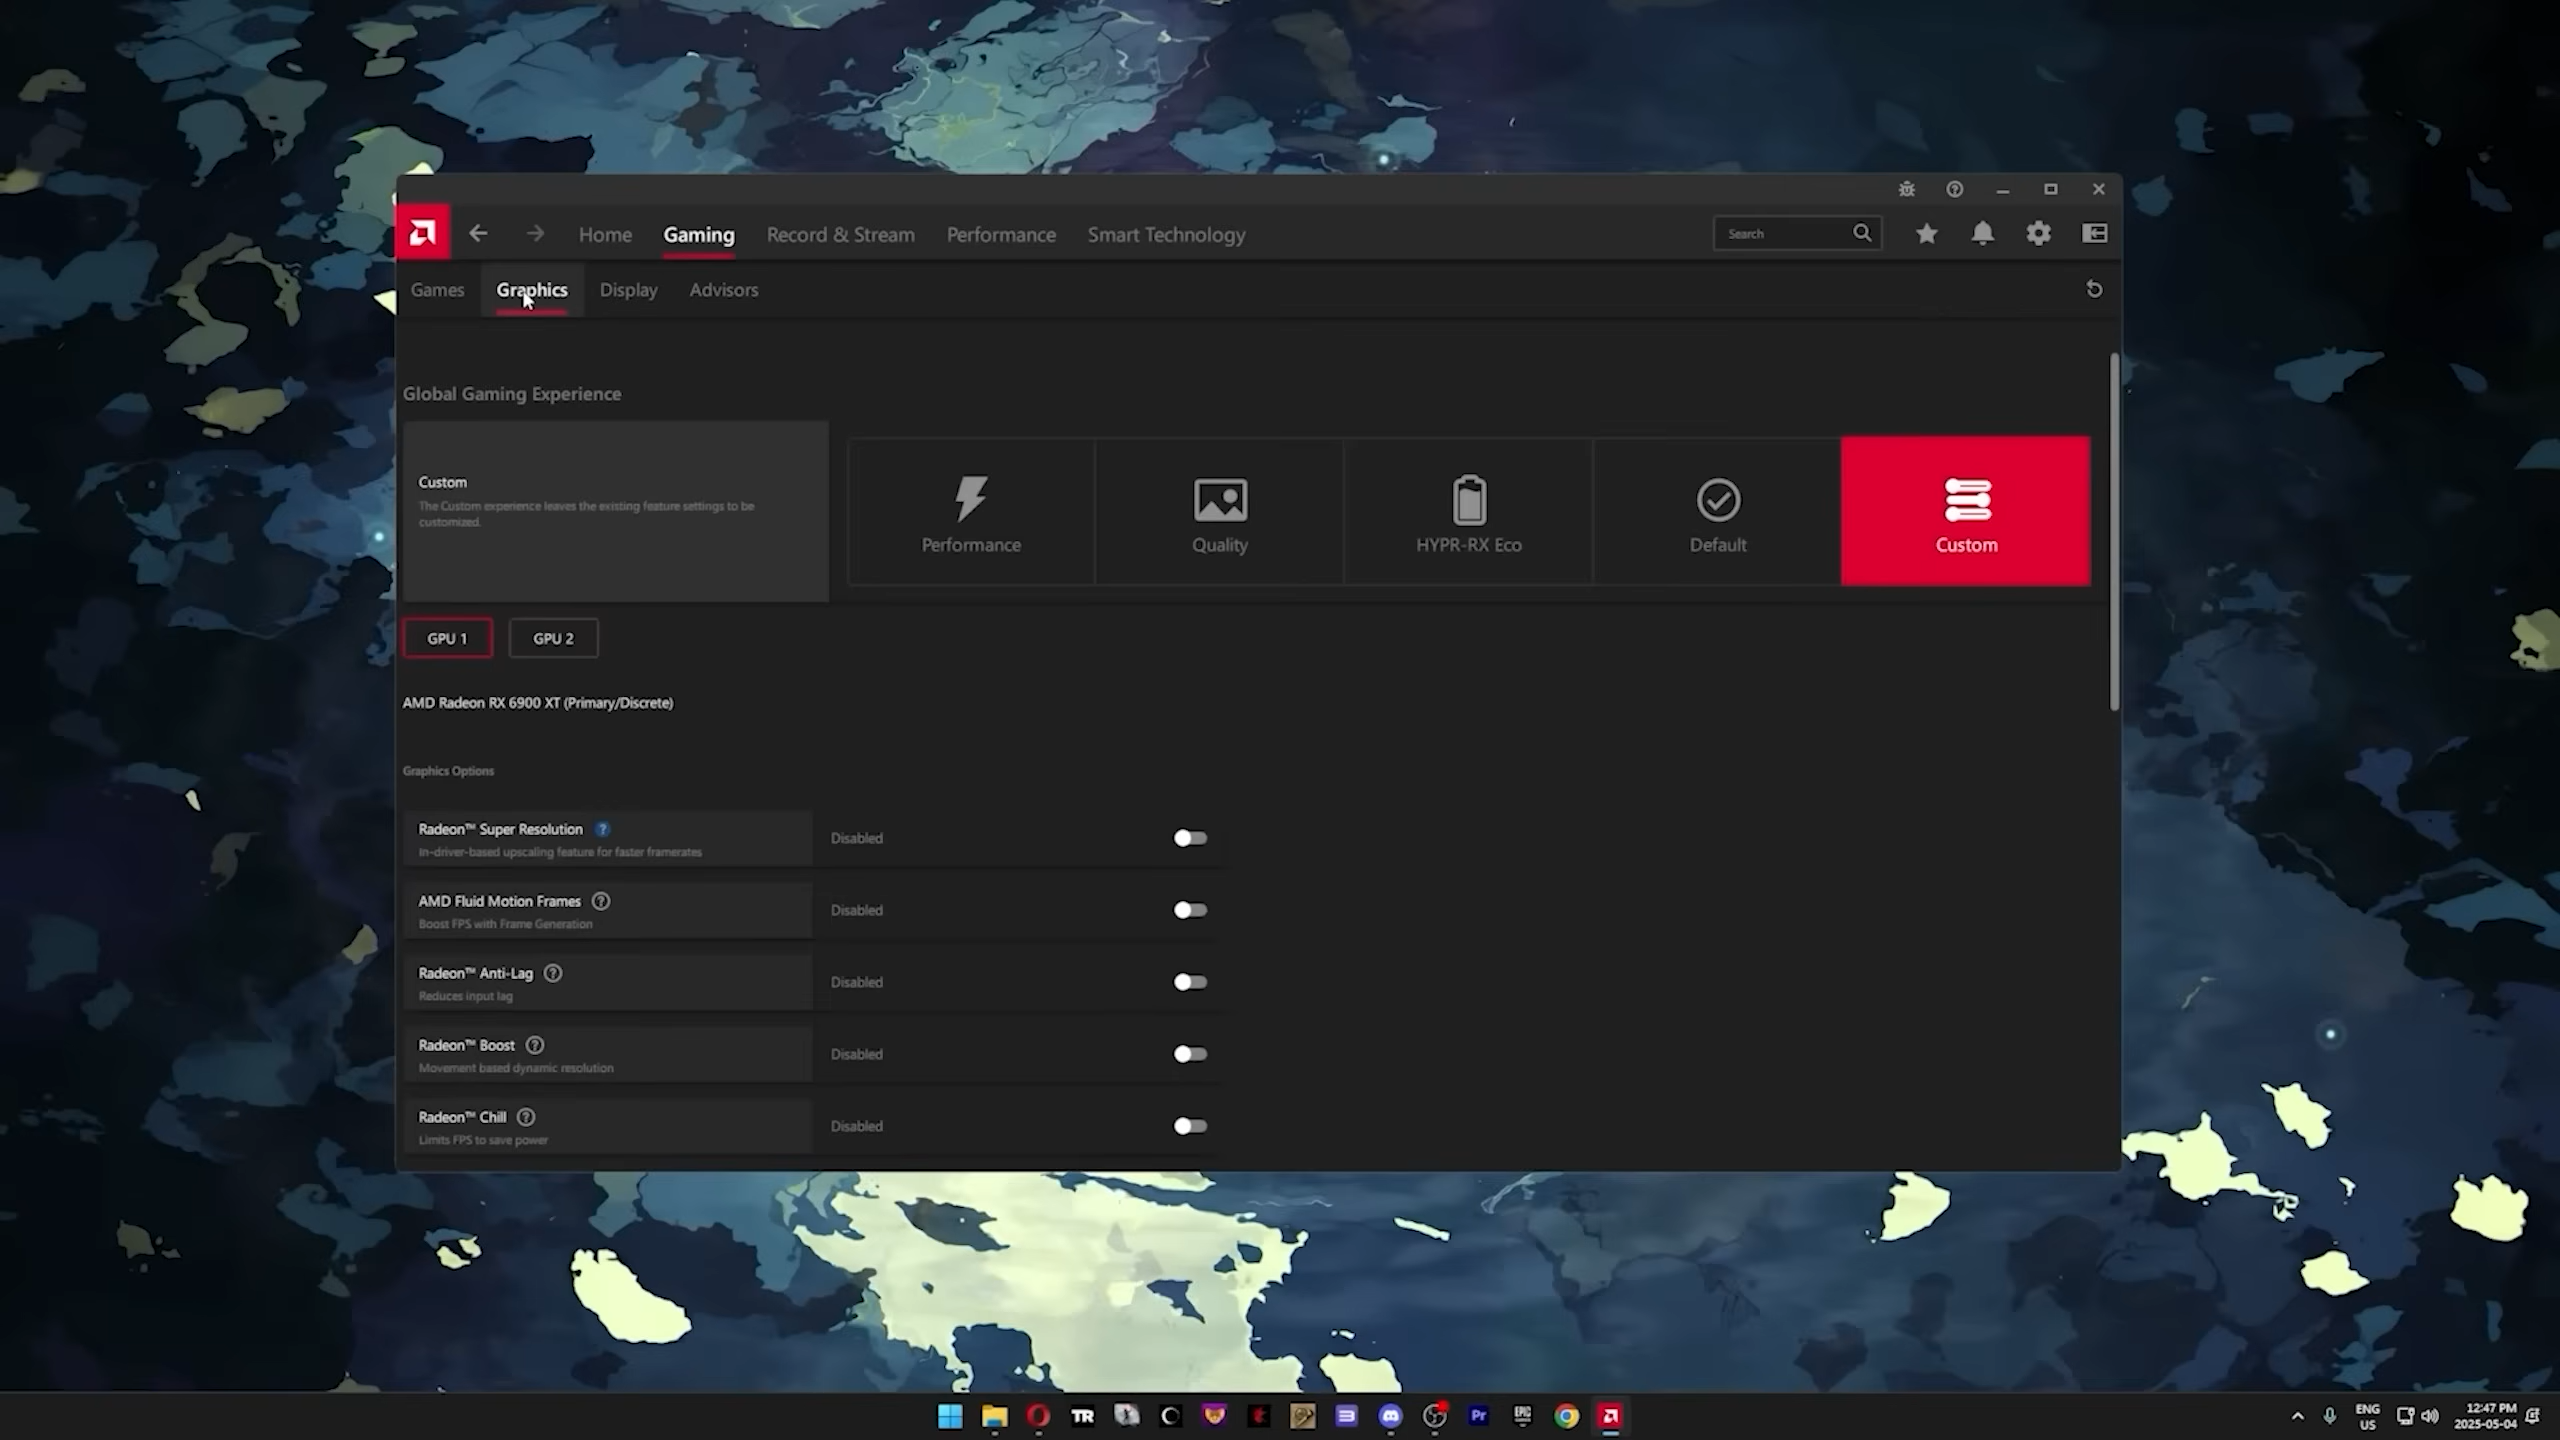 Home Gaming Record & Stream Performance Smart Technology Search
Games Graphics Display Advisors
Global Gaming Experience
Custom
The Custom experience leaves the existing feature settings to be
customized.
Performance Quality HYPR-RX Eco Default Custom
GPU 1 GPU 2
AMD Radeon RX 6900 XT (Primary/Discrete)
Graphics Options
Radeon™ Super Resolution ?
In-driver-based upscaling feature for faster framerates
Disabled
AMD Fluid Motion Frames ?
Boost FPS with Frame Generation
Disabled
Radeon™ Anti-Lag ?
Reduces input lag
Disabled
Radeon™ Boost ?
Movement based dynamic resolution
Disabled
Radeon™ Chill ?
Limits FPS to save power
Disabled
TR
Pr
EPIC
ENG
US
12:47 PM
2025-05-04